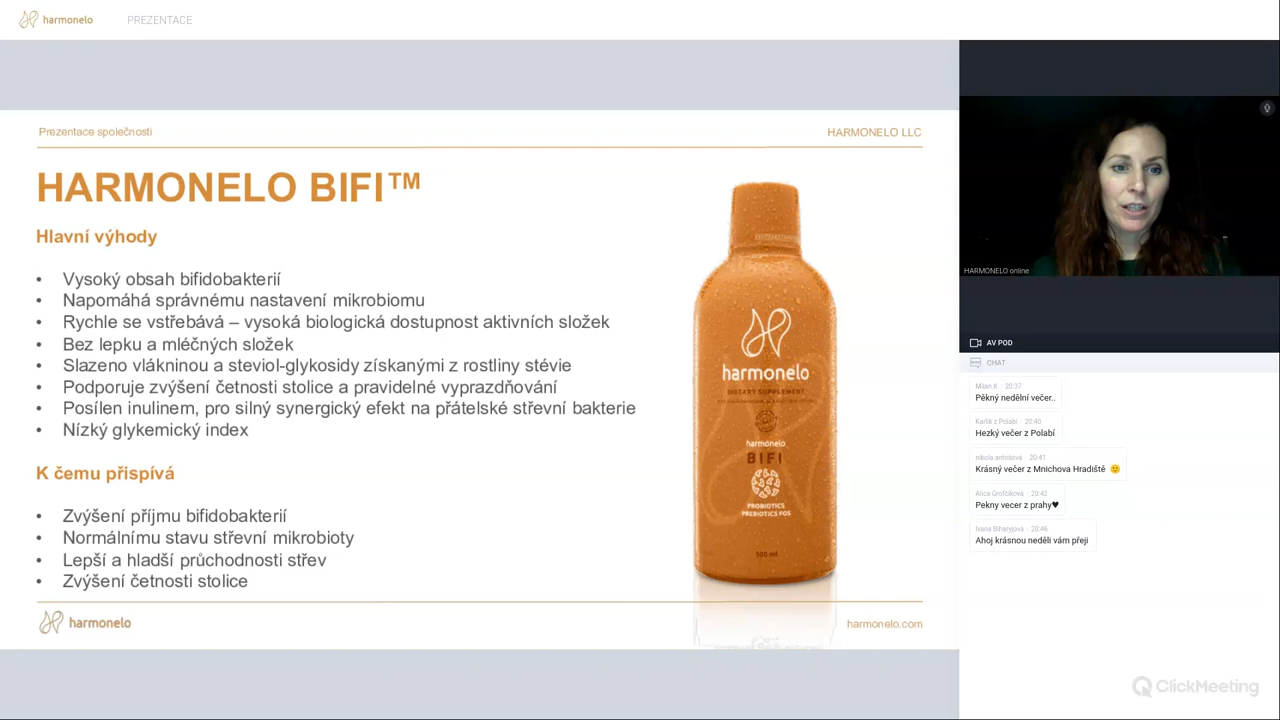 harmonelo
PREZENTACE
Prezentace společnosti
HARMONELO LLC
HARMONELO BIFI™
Hlavní výhody
• Vysoký obsah bifidobakterií
• Napomáhá správnému nastavení mikrobiomu
• Rychle se vstřebává – vysoká biologická dostupnost aktivních složek
• Bez lepku a mléčných složek
• Slazeno vlákninou a steviol-glykosidy získanými z rostliny stévie
• Podporuje zvýšení četnosti stolice a pravidelné vyprazdňování
• Posílen inulinem, pro silný synergický efekt na přátelské střevní bakterie
• Nízký glykemický index
K čemu přispívá
• Zvýšení příjmu bifidobakterií
• Normálnímu stavu střevní mikrobioty
• Lepší a hladší průchodnosti střev
• Zvýšení četnosti stolice
harmonelo
DIETARY SUPPLEMENT
harmonelo
BIFI
PROBIOTICS
PREBIOTICS FOS
300 ml
harmonelo
harmonelo.com
HARMONELO online
AV POD
CHAT
Milan.K · 20:37
Pěkný nedělní večer..
Karlík z Polabí · 20:40
Hezký večer z Polabí
nikola antošová · 20:41
Krásný večer z Mnichova Hradiště 🙂
Alica Grofčíková · 20:42
Pekny vecer z prahy♥
Ivana Biharyjová · 20:46
Ahoj krásnou neděli vám přeji
ClickMeeting